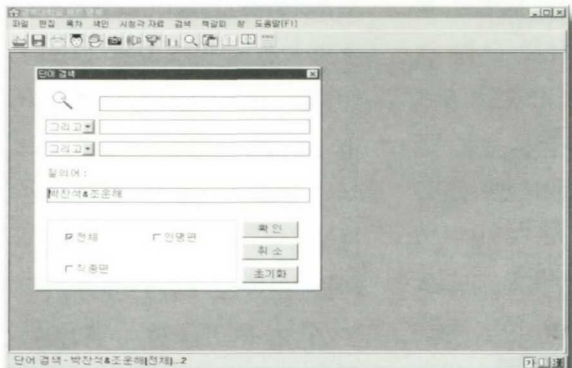 파일 편집 목차 색인 시청각 자료 검색 책갈피 창 도움말[F1]
단어 검색
그리고
그리고
질의어 :
박찬석&조운해
전체 인명편
직종편
확인
취소
초기화
단어 검색 - 박찬석&조운해[전체]...2